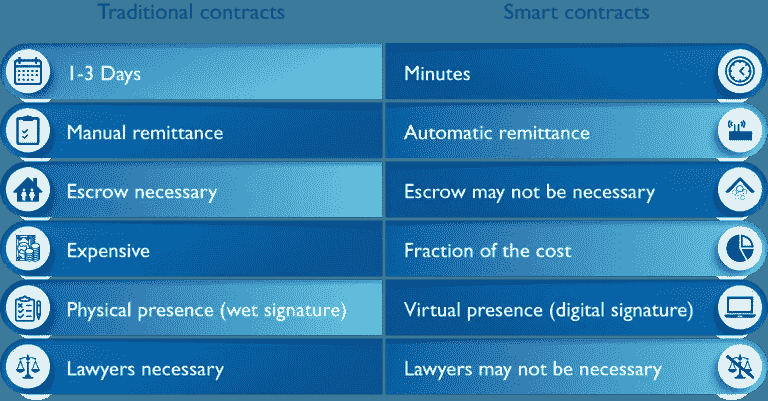 Traditional contracts Smart contracts
1-3 Days Minutes
Manual remittance Automatic remittance
Escrow necessary Escrow may not be necessary
Expensive Fraction of the cost
Physical presence (wet signature) Virtual presence (digital signature)
Lawyers necessary Lawyers may not be necessary